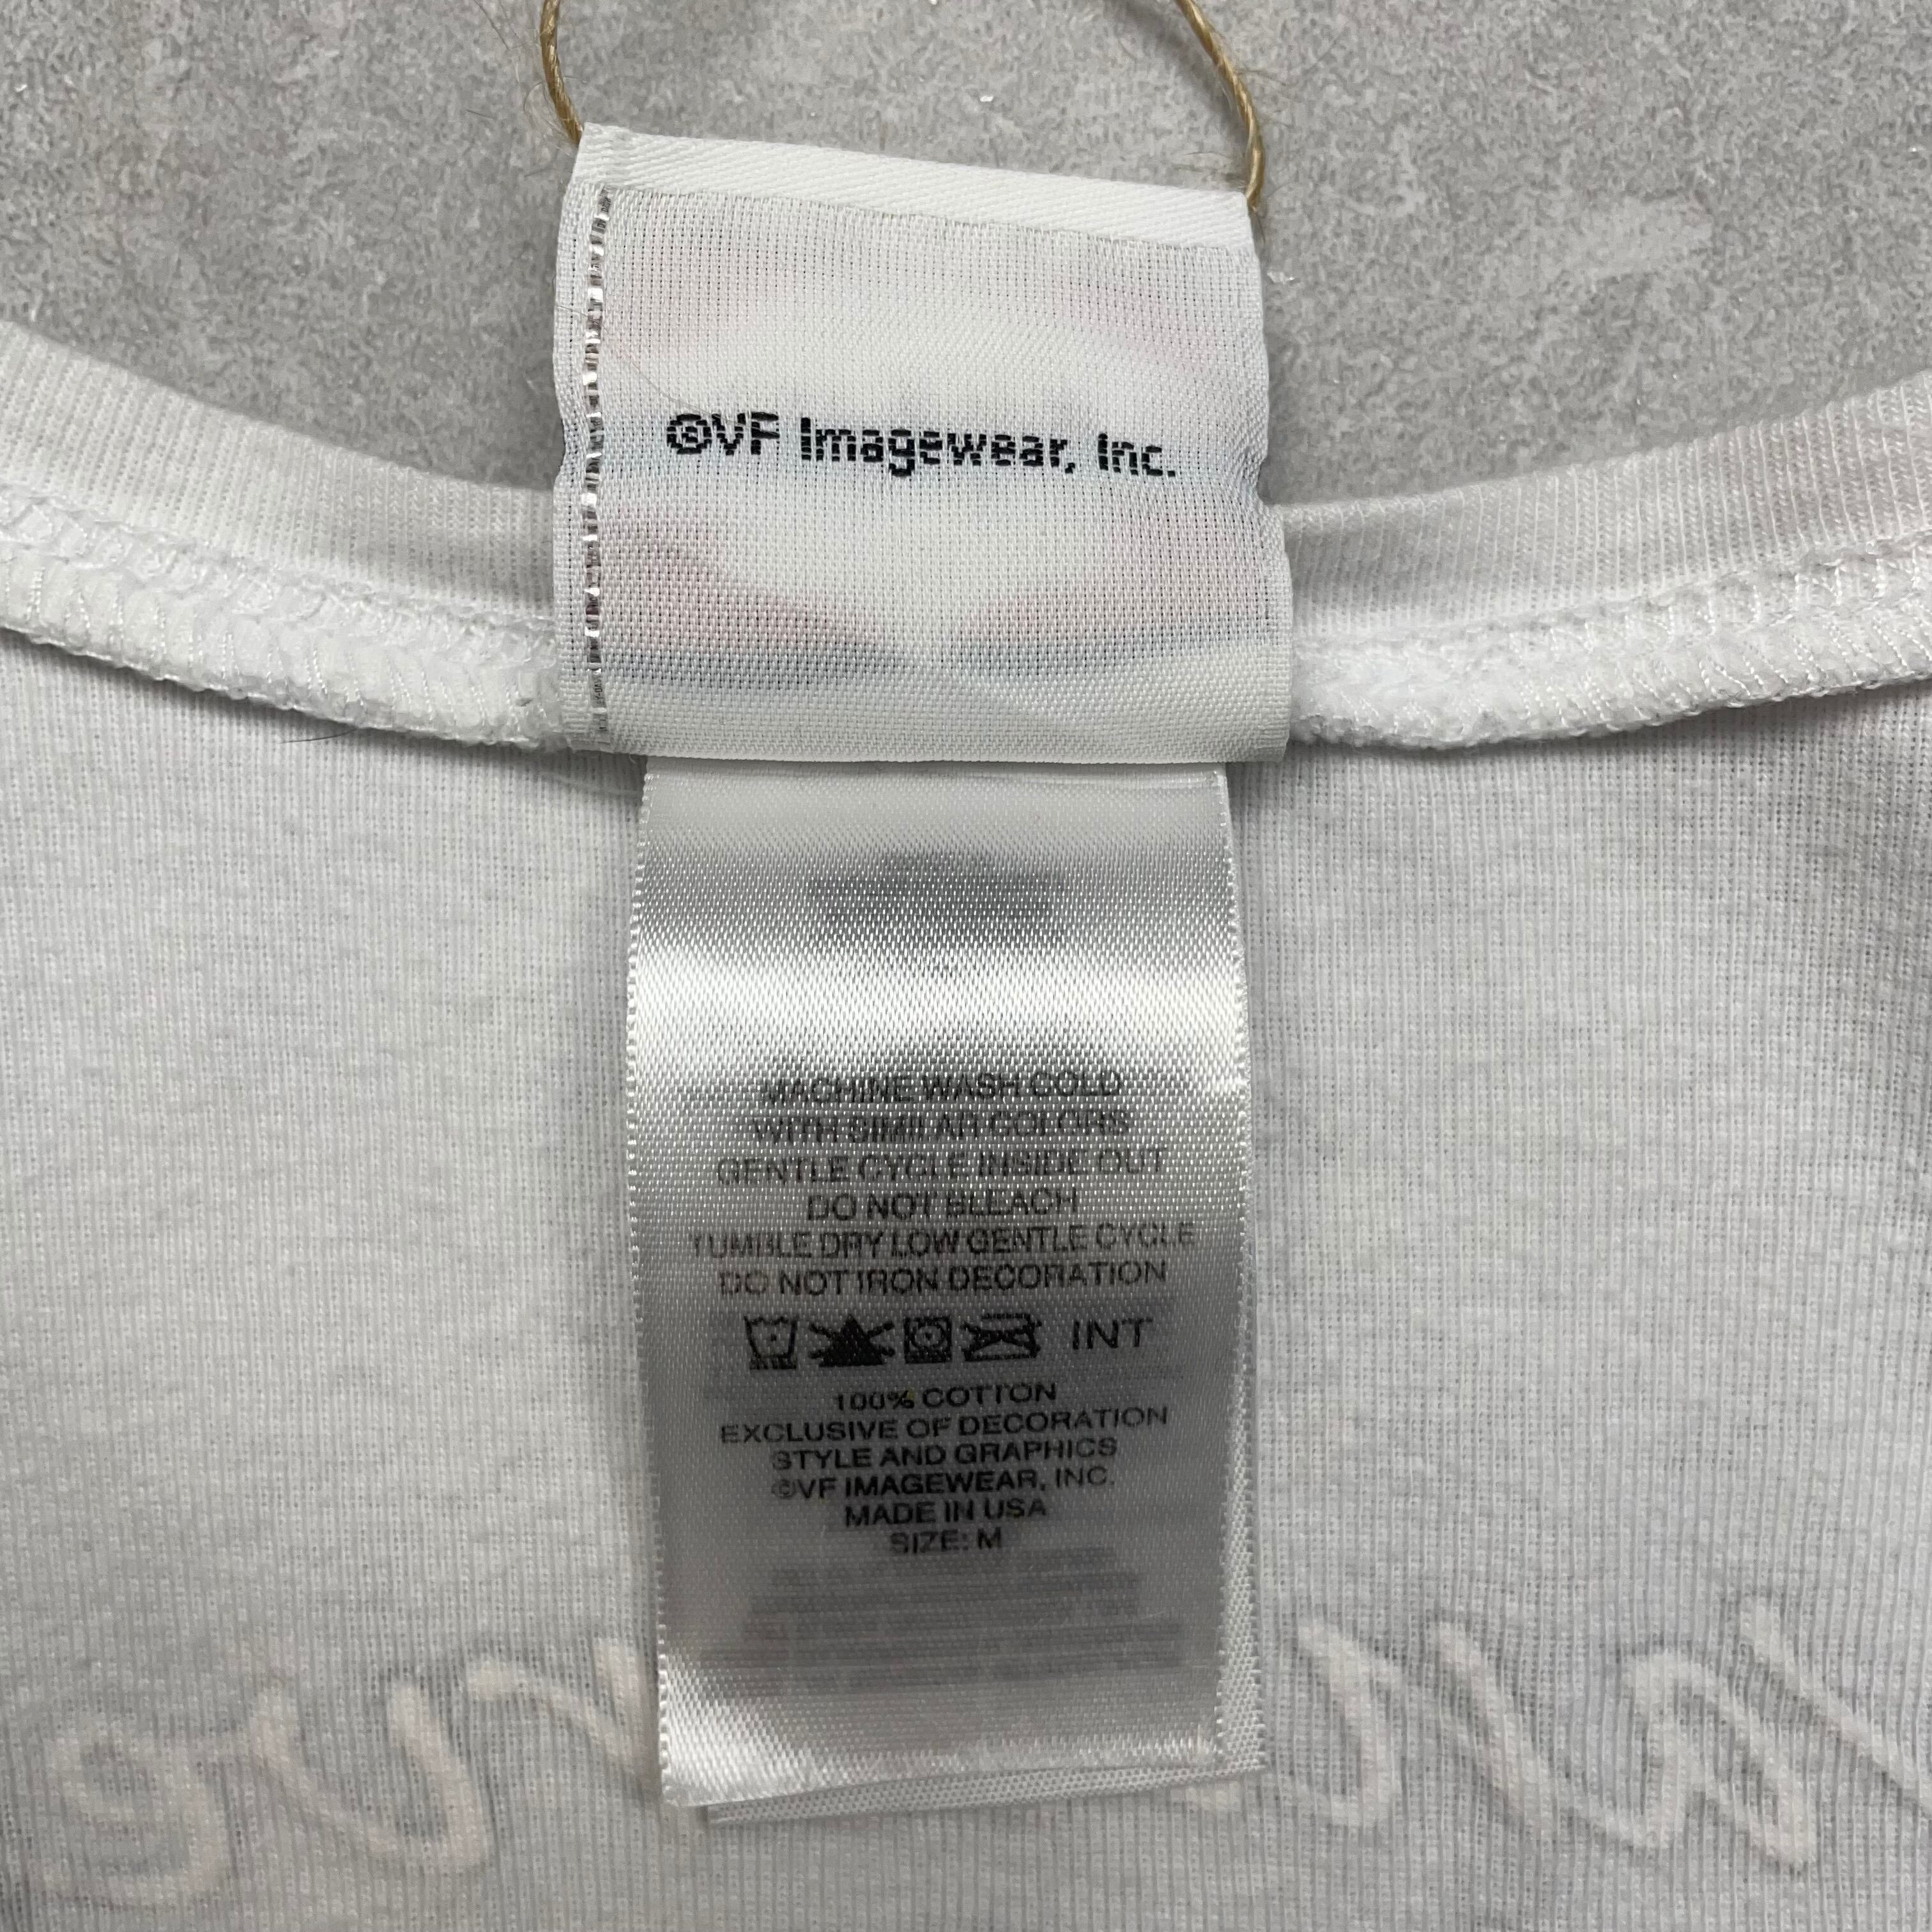 ©VF Imagewear, Inc.
MACHINE WASH COLD
WITH SIMILAR COLORS
GENTLE CYCLE INSIDE OUT
DO NOT BLEACH
TUMBLE DRY LOW GENTLE CYCLE
DO NOT IRON DECORATION
INT
100% COTTON
EXCLUSIVE OF DECORATION
STYLE AND GRAPHICS
©VF IMAGEWEAR, INC.
MADE IN USA
SIZE: M